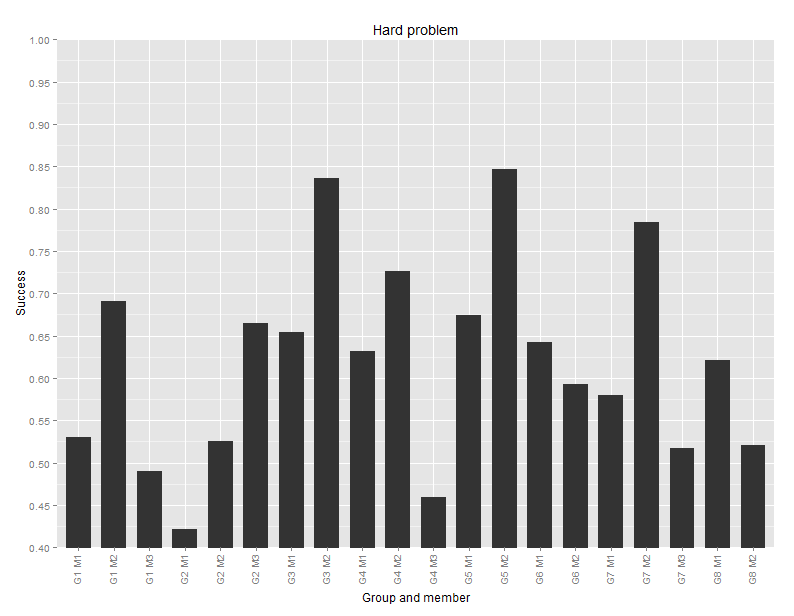 Hard problem
1.00
0.95
0.90
0.85
0.80
0.75
0.70
0.65
0.60
0.55
0.50
0.45
0.40
Success
G1 M1
G1 M2
G1 M3
G2 M1
G2 M2
G2 M3
G3 M1
G3 M2
G4 M1
G4 M2
G4 M3
G5 M1
G5 M2
G6 M1
G6 M2
G7 M1
G7 M2
G7 M3
G8 M1
G8 M2
Group and member